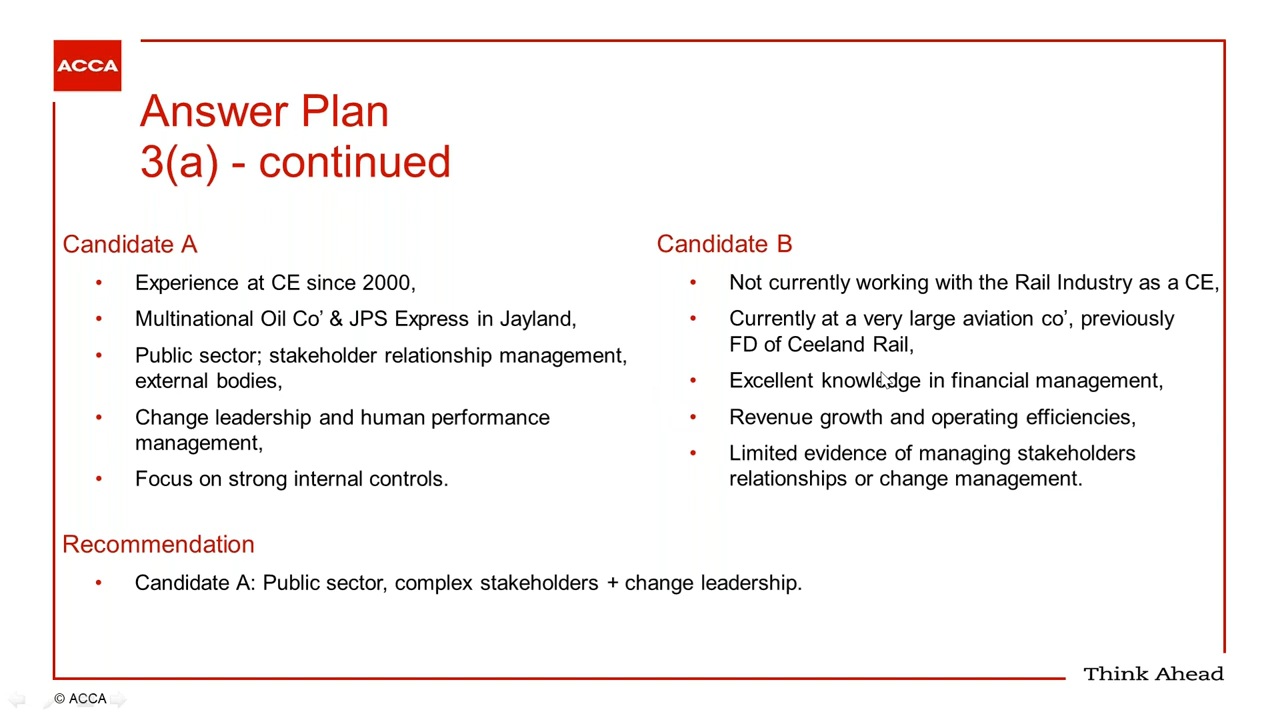 ACCA
Answer Plan
3(a) - continued
Candidate A
• Experience at CE since 2000,
• Multinational Oil Co’ & JPS Express in Jayland,
• Public sector; stakeholder relationship management,
external bodies,
• Change leadership and human performance
management,
• Focus on strong internal controls.
Candidate B
• Not currently working with the Rail Industry as a CE,
• Currently at a very large aviation co’, previously
FD of Ceeland Rail,
• Excellent knowledge in financial management,
• Revenue growth and operating efficiencies,
• Limited evidence of managing stakeholders
relationships or change management.
Recommendation
• Candidate A: Public sector, complex stakeholders + change leadership.
Think Ahead
© ACCA